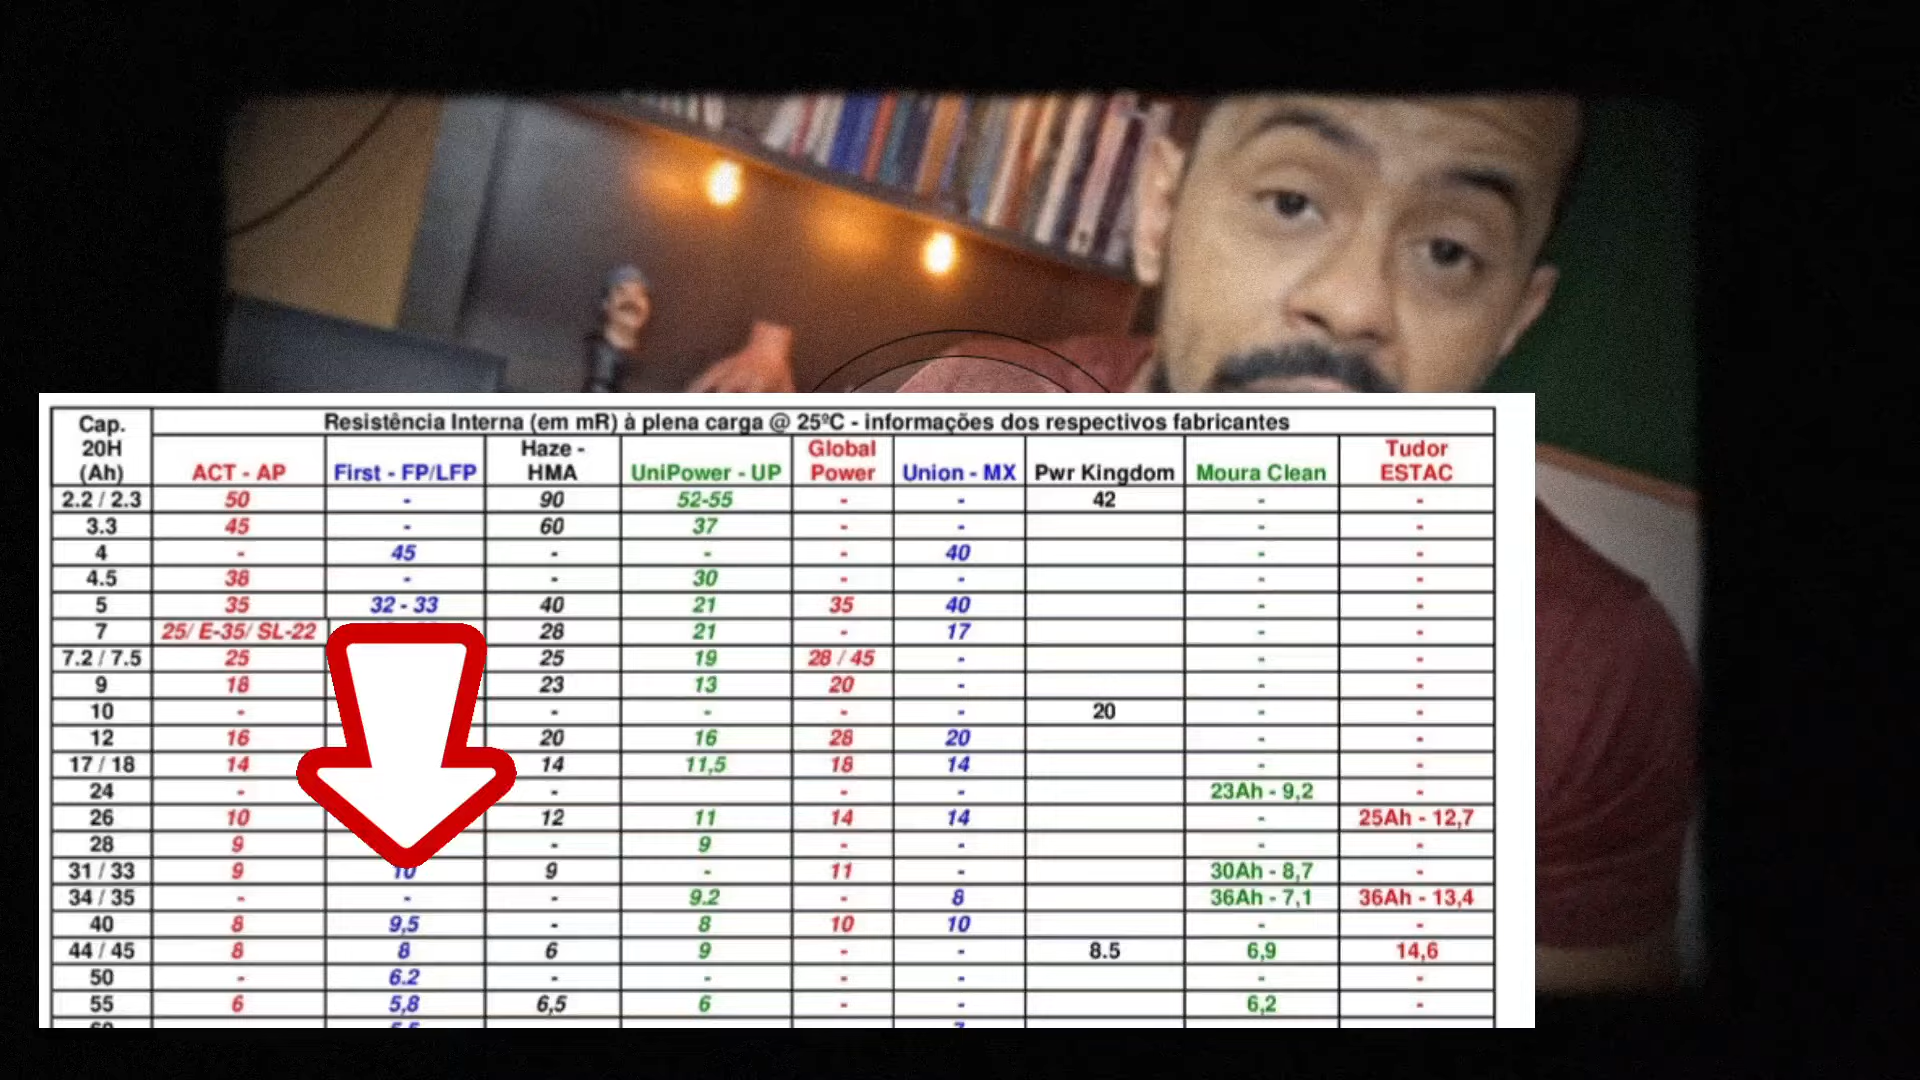 Cap. 20H (Ah) Resistência Interna (em mR) à plena carga @ 25ºC - informações dos respectivos fabricantes
ACT - AP First - FP/LFP Haze - HMA UniPower - UP Global Power Union - MX Pwr Kingdom Moura Clean Tudor ESTAC
2.2 / 2.3 50 - 90 52-55 - - 42 - -
3.3 45 - 60 37 - - - -
4 - 45 - - - 40 - -
4.5 38 - - 30 - - - -
5 35 32 - 33 40 21 35 40 - -
7 25/ E-35/ SL-22 28 21 - 17 - -
7.2 / 7.5 25 25 19 28 / 45 - - -
9 18 23 13 20 - - -
10 - - - - - 20 - -
12 16 20 16 28 20 - -
17 / 18 14 14 11,5 18 14 - -
24 - - - - 23Ah - 9,2 -
26 10 12 11 14 14 - 25Ah - 12,7
28 9 - 9 - - - -
31 / 33 9 10 9 - 11 - 30Ah - 8,7 -
34 / 35 - - - 9.2 - 8 36Ah - 7,1 36Ah - 13,4
40 8 9,5 - 8 10 10 - -
44 / 45 8 8 6 9 - - 8.5 6,9 14,6
50 - 6.2 - - - - - -
55 6 5,8 6,5 6 - - 6,2 -